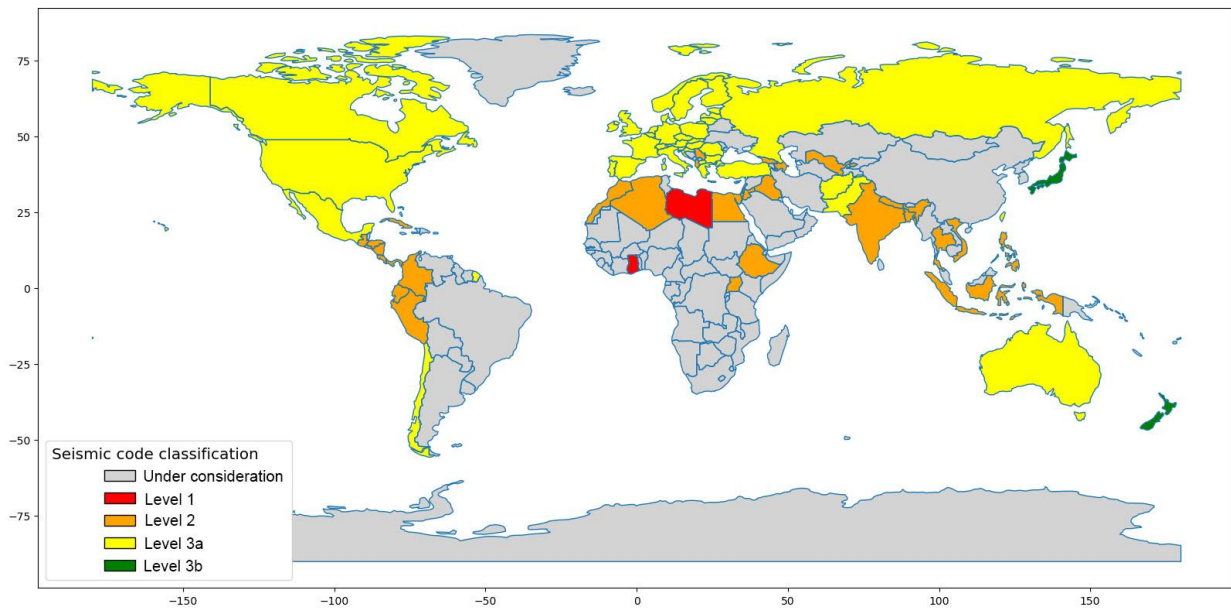 75
50
25
0
−25
−50
−75
Seismic code classification
Under consideration
Level 1
Level 2
Level 3a
Level 3b
−150
−100
−50
0
50
100
150